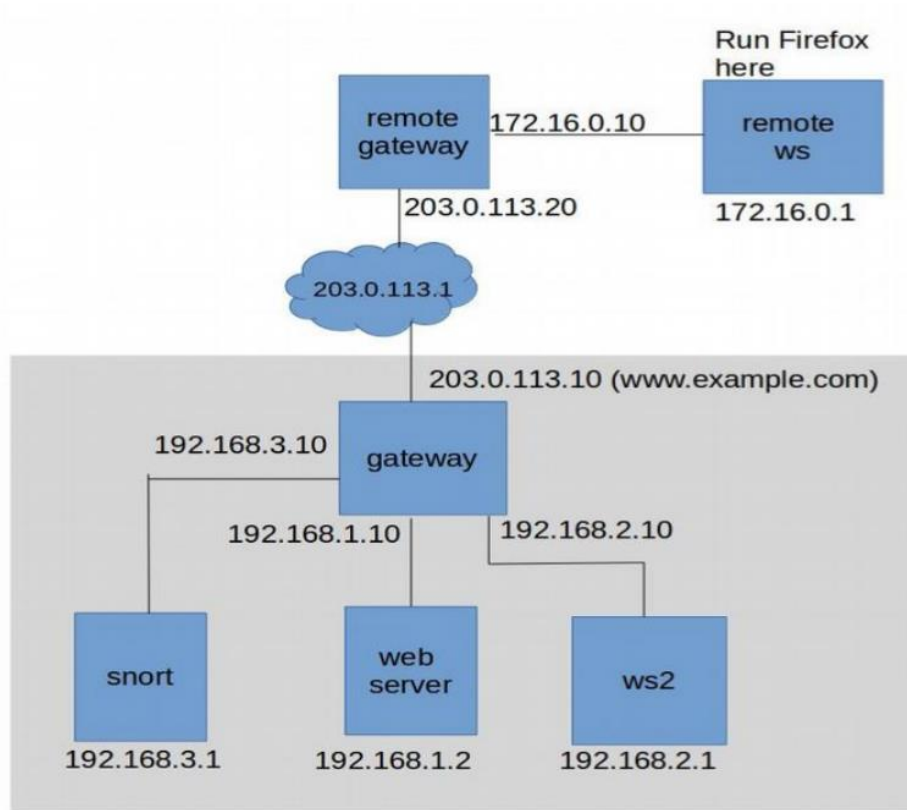 Run Firefox
here
remote
gateway
172.16.0.10
remote
ws
203.0.113.20
172.16.0.1
203.0.113.1
203.0.113.10 (www.example.com)
192.168.3.10
gateway
192.168.1.10
192.168.2.10
snort
web
server
ws2
192.168.3.1
192.168.1.2
192.168.2.1